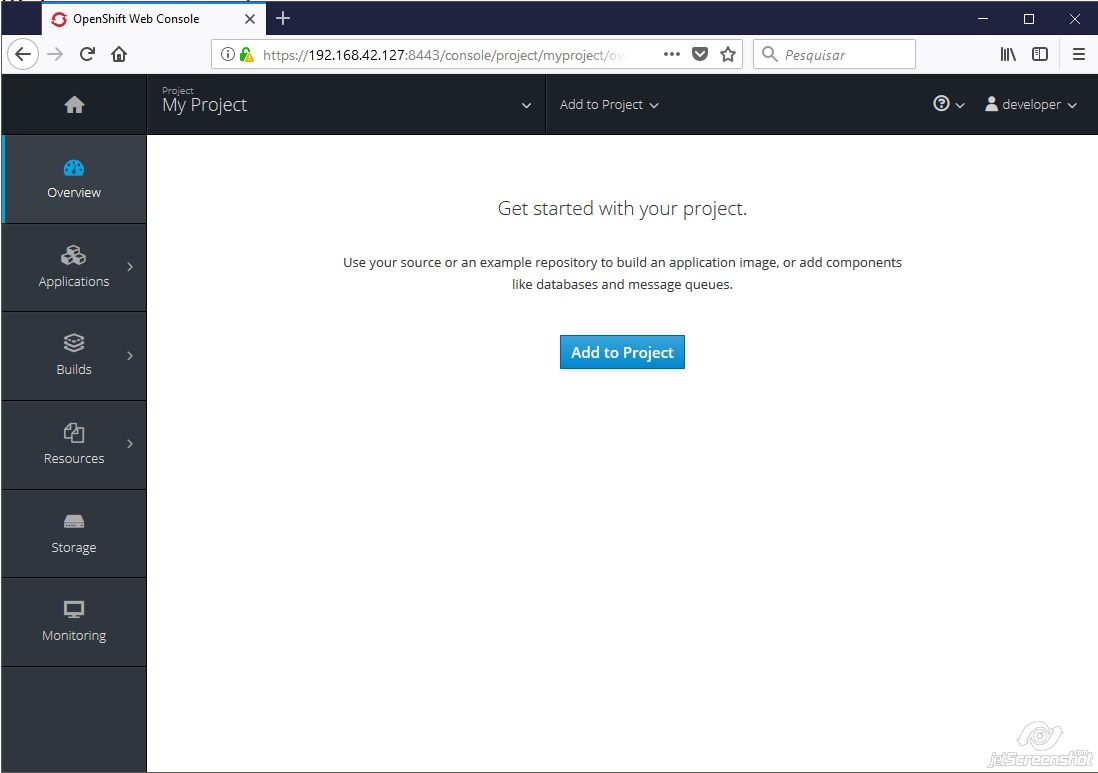 OpenShift Web Console
https://192.168.42.127:8443/console/project/myproject/ov
Pesquisar
Project
My Project
Add to Project
developer
Overview
Applications
Builds
Resources
Storage
Monitoring
Get started with your project.
Use your source or an example repository to build an application image, or add components
like databases and message queues.
Add to Project
jetScreenshot
.com